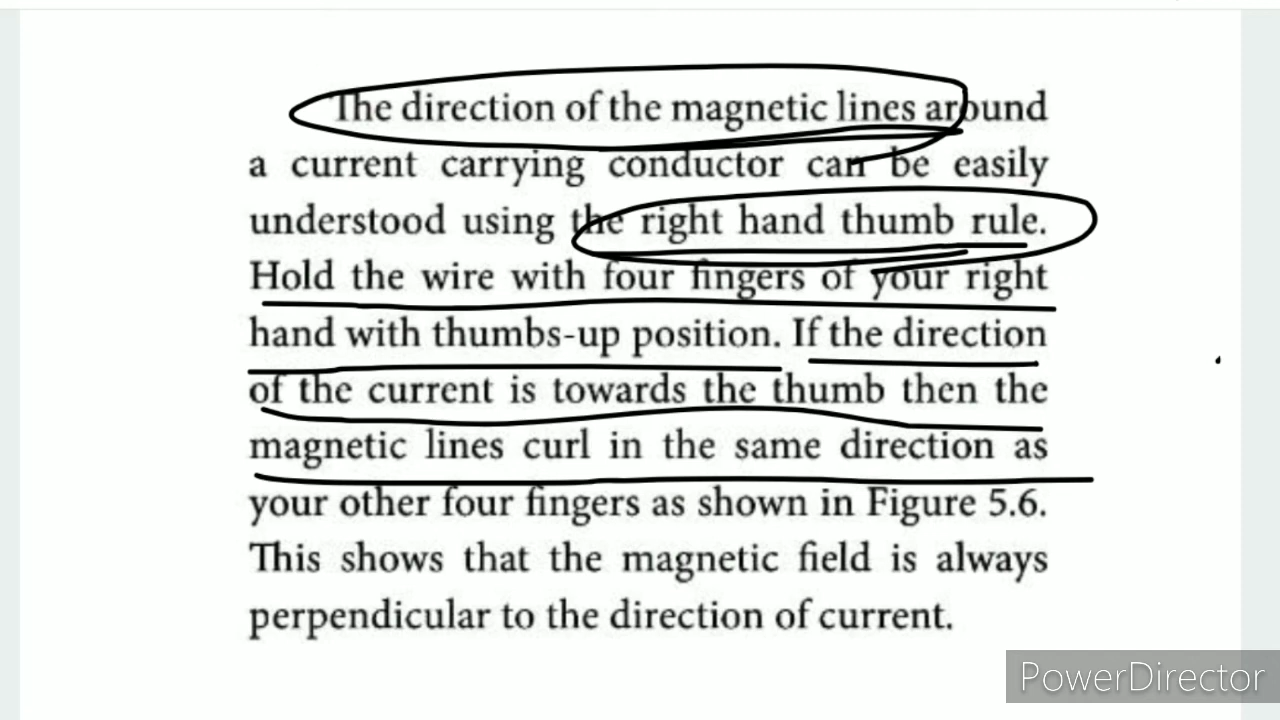 The direction of the magnetic lines around
a current carrying conductor can be easily
understood using the right hand thumb rule.
Hold the wire with four fingers of your right
hand with thumbs-up position. If the direction
of the current is towards the thumb then the
magnetic lines curl in the same direction as
your other four fingers as shown in Figure 5.6.
This shows that the magnetic field is always
perpendicular to the direction of current.
PowerDirector